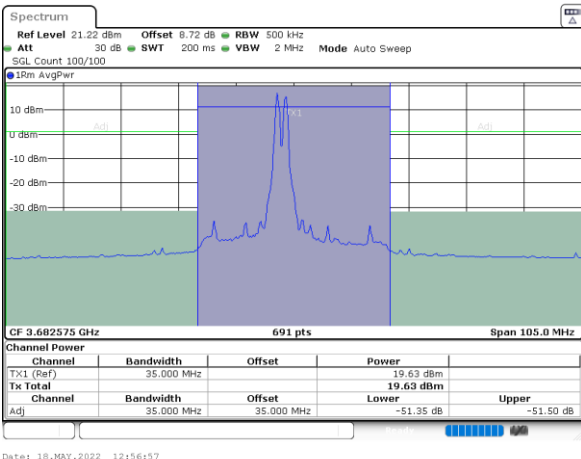 Spectrum
Ref Level 21.22 dBm Offset 8.72 dB RBW 500 kHz
Att 30 dB SWT 200 ms VBW 2 MHz Mode Auto Sweep
SGL Count 100/100
1Rm AvgPwr
10 dBm
Adj TX1 Adj
0 dBm
-10 dBm
-20 dBm
-30 dBm
CF 3.682575 GHz 691 pts Span 105.0 MHz
Channel Power
Channel Bandwidth Offset Power
TX1 (Ref) 35.000 MHz 19.63 dBm
Tx Total 19.63 dBm
Channel Bandwidth Offset Lower Upper
Adj 35.000 MHz 35.000 MHz -51.35 dB -51.50 dB
Ready
Date: 18.MAY.2022 12:56:57